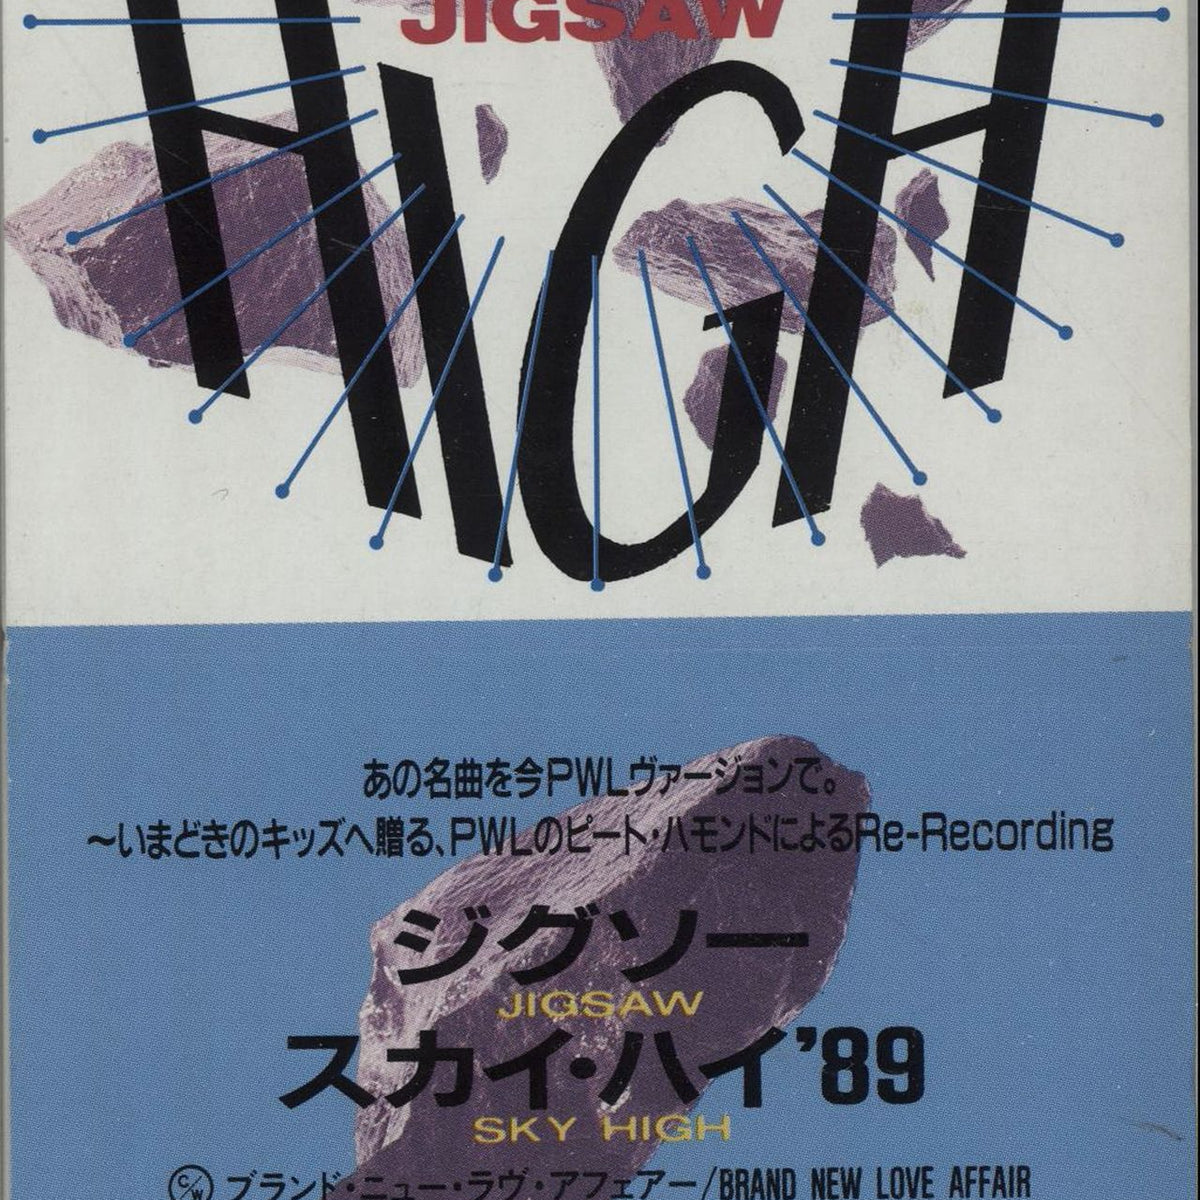 JIGSAW
HIGH
あの名曲を今PWLヴァージョンで。
〜いまどきのキッズへ贈る、PWLのピート・ハモンドによるRe-Recording
ジグソー
JIGSAW
スカイ・ハイ'89
SKY HIGH
C/W ブランド・ニュー・ラヴ・アフェアー/BRAND NEW LOVE AFFAIR